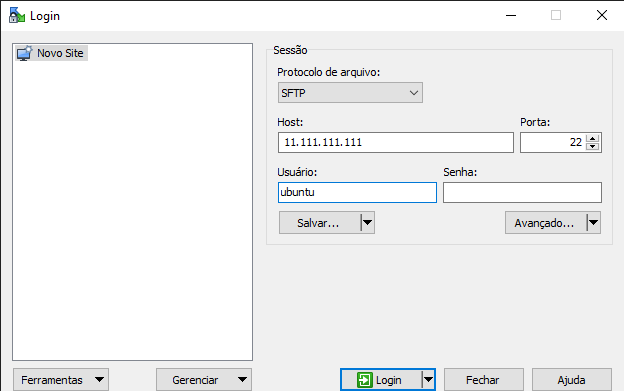 Login
Novo Site
Sessão
Protocolo de arquivo:
SFTP
Host: Porta:
11.111.111.111 22
Usuário: Senha:
ubuntu
Salvar... Avançado...
Ferramentas Gerenciar Login Fechar Ajuda